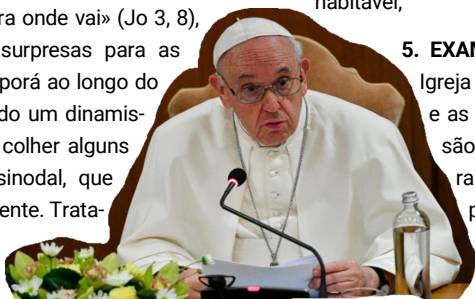 ra onde vai» (Jo 3, 8),
surpresas para as
porá ao longo do
do um dinamis-
colher alguns
sinodal, que
ente. Trata-
habitável,
5. EXAM
Igreja
e as
são
ra